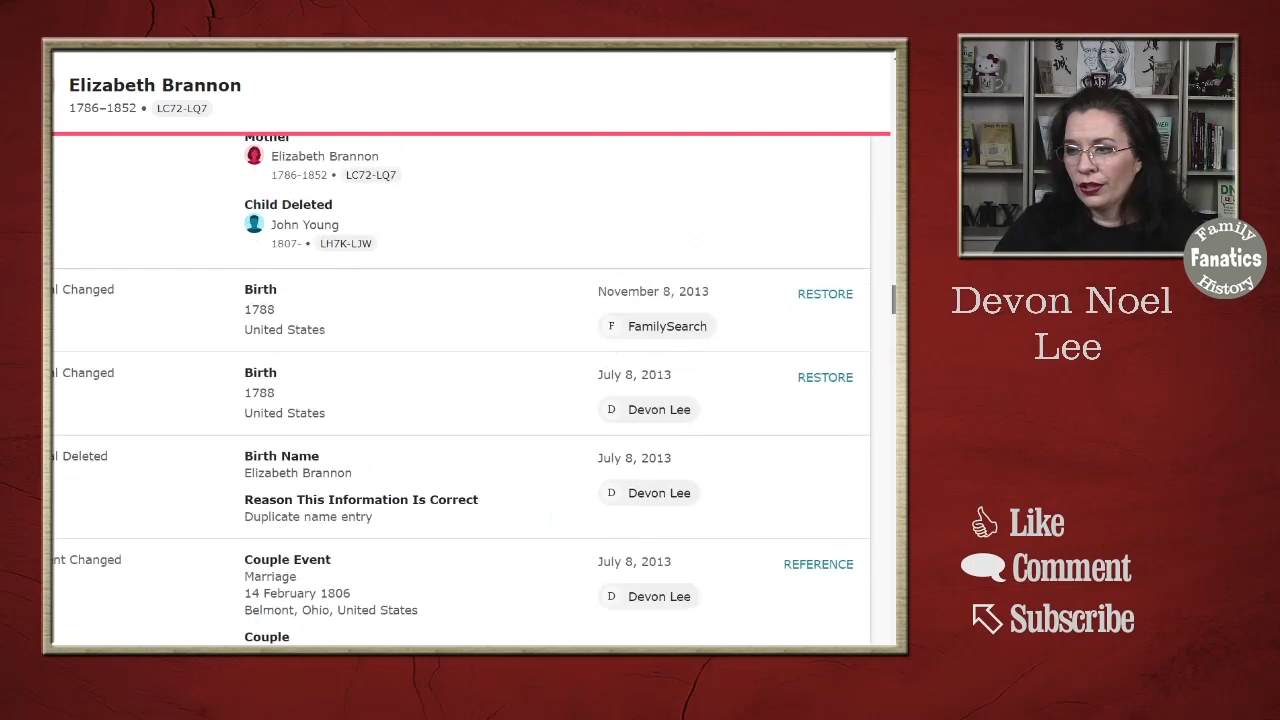 Elizabeth Brannon
1786–1852 • LC72-LQ7
Mother
Elizabeth Brannon
1786-1852 • LC72-LQ7
Child Deleted
John Young
1807- • LH7K-LJW
l Changed
Birth
November 8, 2013
RESTORE
1788
United States
F FamilySearch
l Changed
Birth
July 8, 2013
RESTORE
1788
United States
D Devon Lee
l Deleted
Birth Name
July 8, 2013
Elizabeth Brannon
D Devon Lee
Reason This Information Is Correct
Duplicate name entry
nt Changed
Couple Event
July 8, 2013
REFERENCE
Marriage
14 February 1806
D Devon Lee
Belmont, Ohio, United States
Couple
Family
Fanatics
History
Devon Noel
Lee
Like
Comment
Subscribe